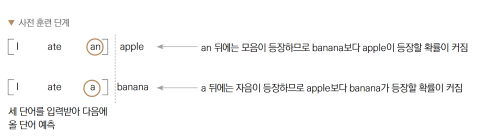 ▼ 사전 훈련 단계
[I ate an] apple ← an 뒤에는 모음이 등장하므로 banana보다 apple이 등장할 확률이 커짐
[I ate a] banana ← a 뒤에는 자음이 등장하므로 apple보다 banana가 등장할 확률이 커짐
세 단어를 입력받아 다음에
올 단어 예측